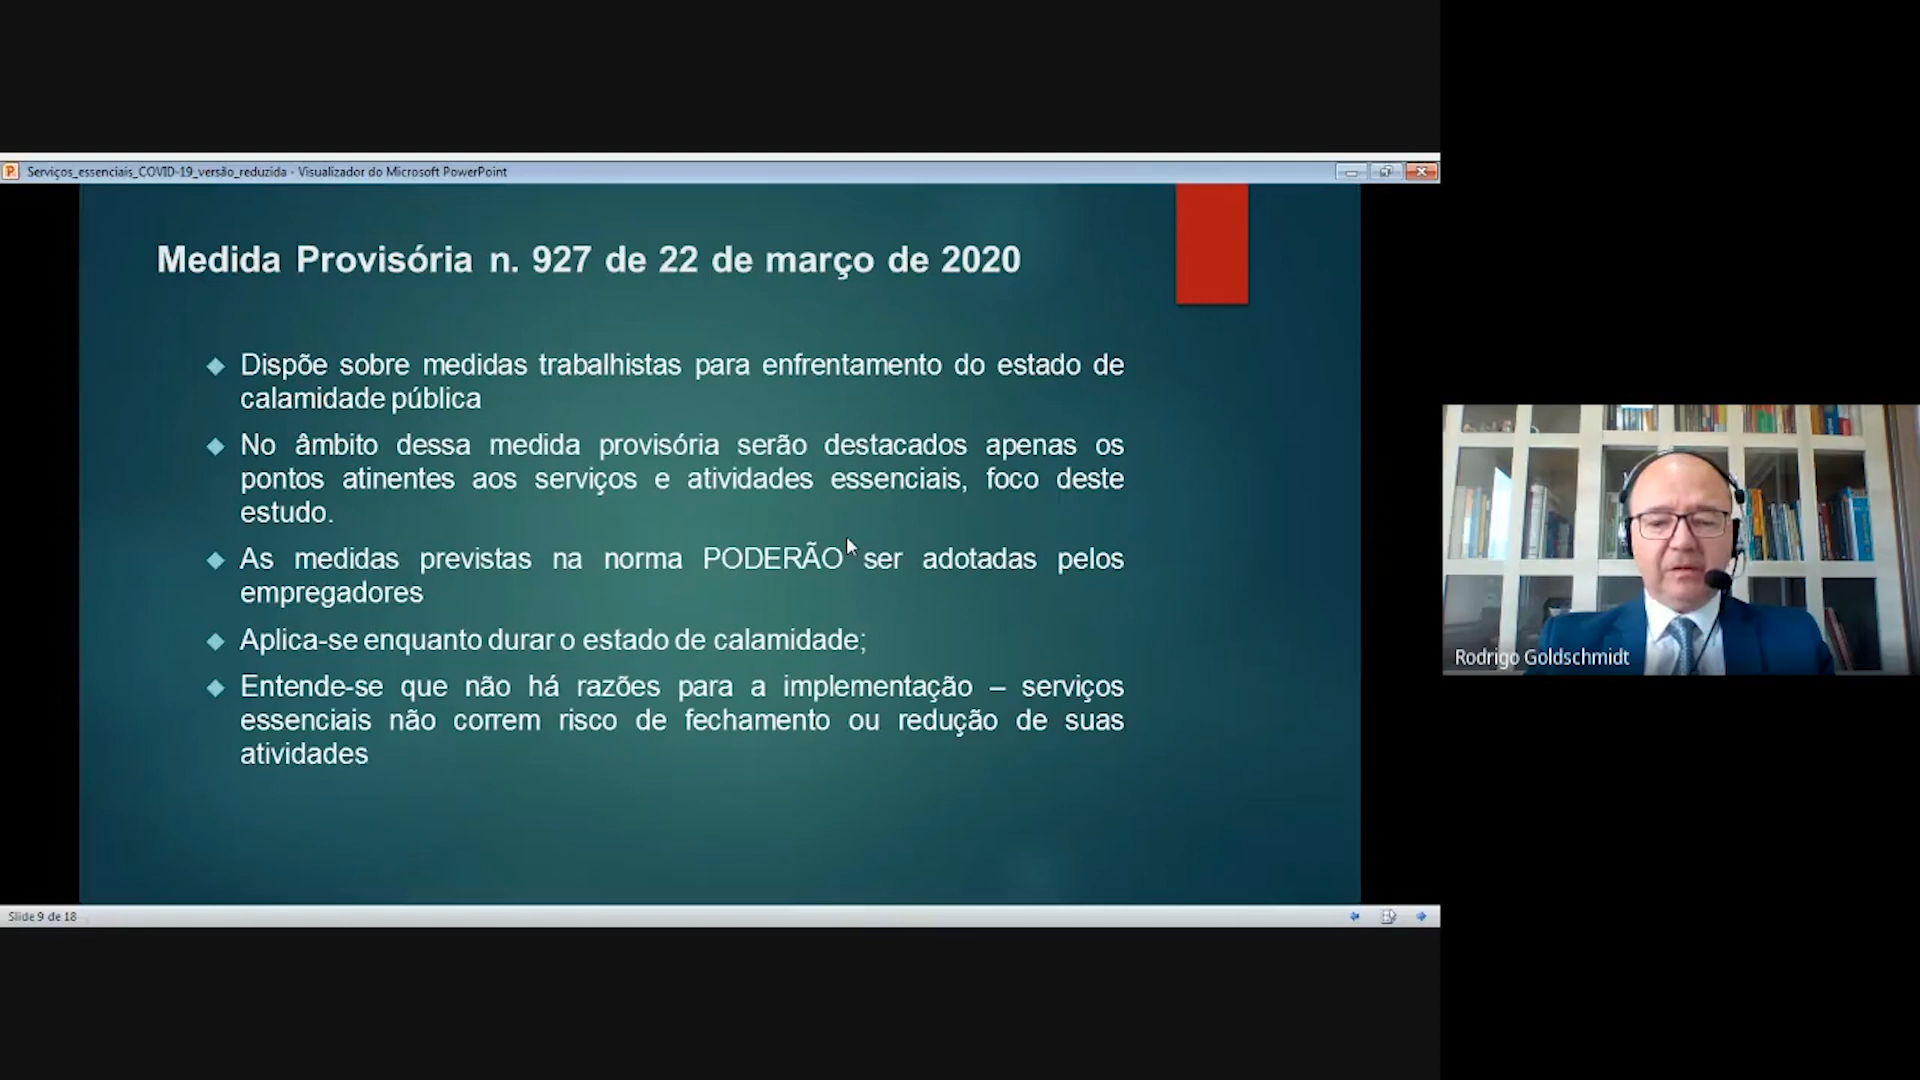 Serviços_essenciais_COVID-19_versão_reduzida - Visualizador do Microsoft PowerPoint
Medida Provisória n. 927 de 22 de março de 2020
Dispõe sobre medidas trabalhistas para enfrentamento do estado de
calamidade pública
No âmbito dessa medida provisória serão destacados apenas os
pontos atinentes aos serviços e atividades essenciais, foco deste
estudo.
As medidas previstas na norma PODERÃO ser adotadas pelos
empregadores
Aplica-se enquanto durar o estado de calamidade;
Entende-se que não há razões para a implementação – serviços
essenciais não correm risco de fechamento ou redução de suas
atividades
Rodrigo Goldschmidt
Slide 9 de 18